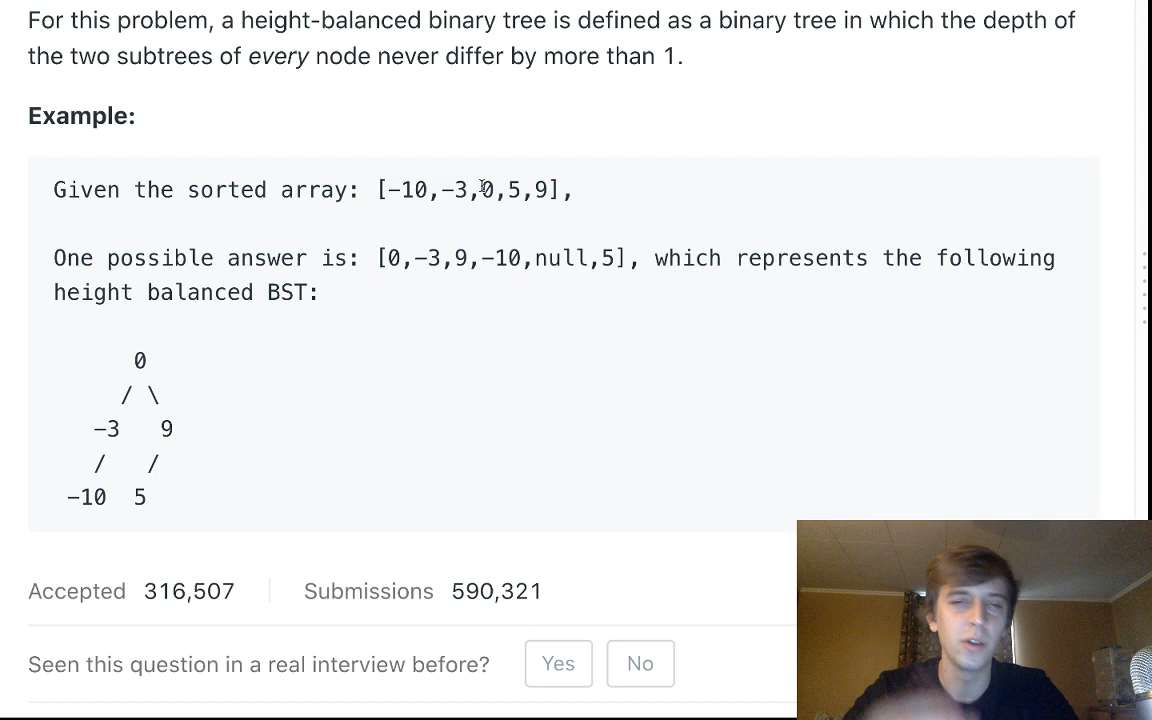 For this problem, a height-balanced binary tree is defined as a binary tree in which the depth of
the two subtrees of every node never differ by more than 1.
Example:
Given the sorted array: [-10,-3,0,5,9],
One possible answer is: [0,-3,9,-10,null,5], which represents the following
height balanced BST:
0
/ \
-3 9
/ /
-10 5
Accepted 316,507 Submissions 590,321
Seen this question in a real interview before? Yes No